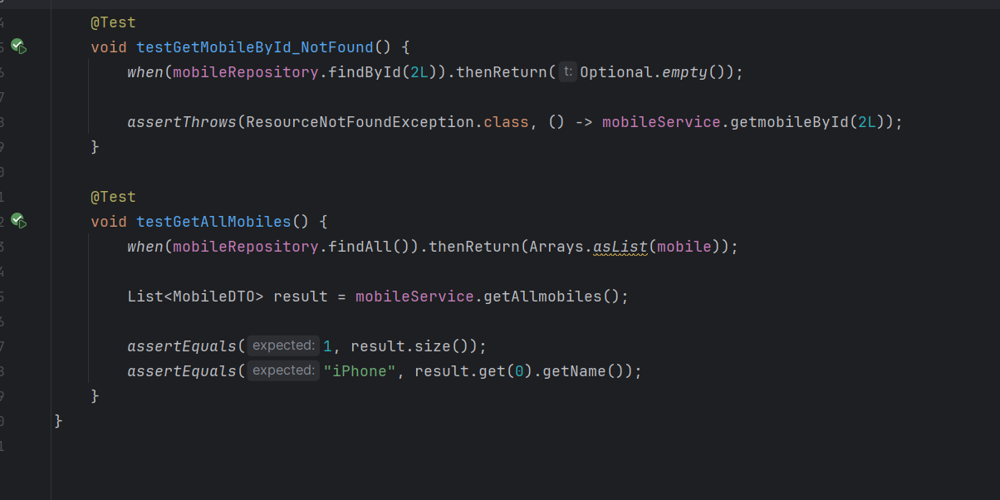 @Test
void testGetMobileById_NotFound() {
when(mobileRepository.findById(2L)).thenReturn( t: Optional.empty());
assertThrows(ResourceNotFoundException.class, () -> mobileService.getmobileById(2L));
}
@Test
void testGetAllMobiles() {
when(mobileRepository.findAll()).thenReturn(Arrays.asList(mobile));
List<MobileDTO> result = mobileService.getAllmobiles();
assertEquals( expected: 1, result.size());
assertEquals( expected: "iPhone", result.get(0).getName());
}
}